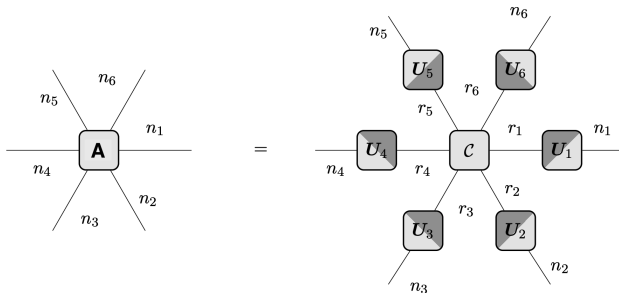 n₆
n₅
n₅ n₆
U₅ U₆
r₆
r₅
n₁ r₁ n₁
A = U₄ C U₁
n₄ n₄ r₄
r₂
n₂ r₃
n₃ U₃ U₂
n₂
n₃